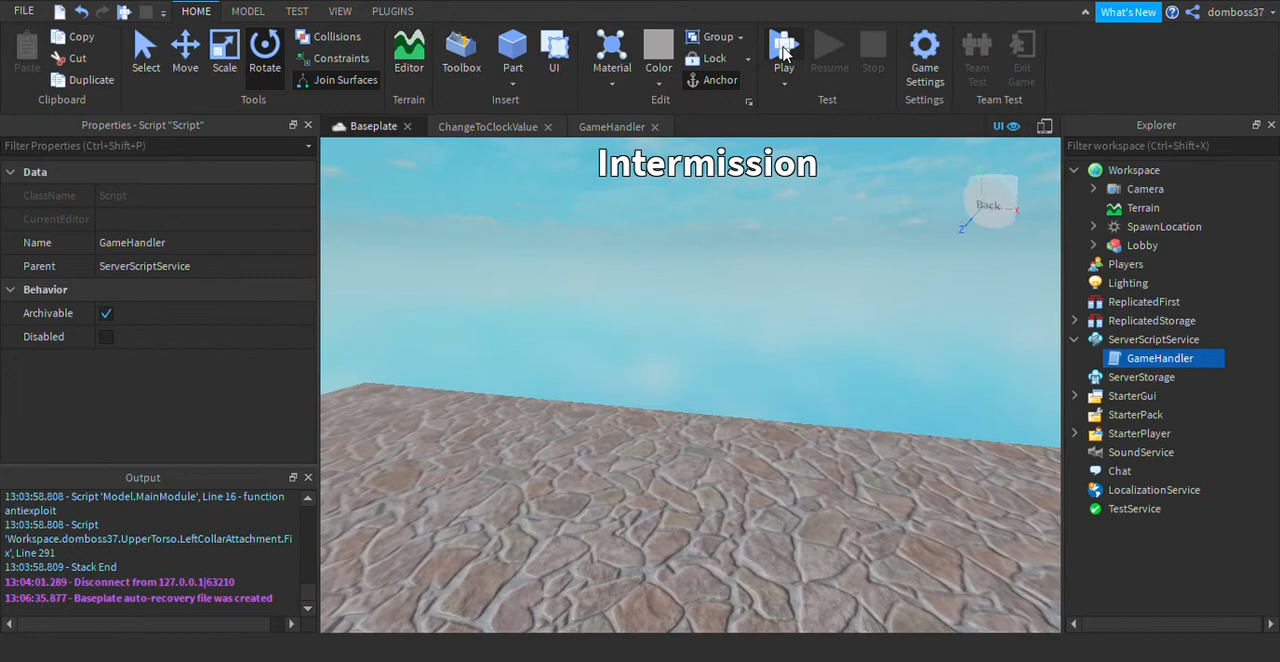 FILE HOME MODEL TEST VIEW PLUGINS What's New domboss37
Paste Copy Cut Duplicate Clipboard
Select Move Scale Rotate Collisions Constraints Join Surfaces Tools
Editor Terrain
Toolbox Part UI Insert
Material Color Group Lock Anchor Edit
Play Resume Stop Test
Game Settings Settings
Team Test Exit Game Team Test
Properties - Script "Script"
Filter Properties (Ctrl+Shift+P)
Data
ClassName Script
CurrentEditor
Name GameHandler
Parent ServerScriptService
Behavior
Archivable
Disabled
Output
13:03:58.808 - Script 'Model.MainModule', Line 16 - function
antiexploit
13:03:58.808 - Script
'Workspace.domboss37.UpperTorso.LeftCollarAttachment.Fi
x', Line 291
13:03:58.809 - Stack End
13:04:01.289 - Disconnect from 127.0.0.1|63210
13:06:35.877 - Baseplate auto-recovery file was created
Baseplate ChangeToClockValue GameHandler UI
Intermission
Back
X
Z
Explorer
Filter workspace (Ctrl+Shift+X)
Workspace
Camera
Terrain
SpawnLocation
Lobby
Players
Lighting
ReplicatedFirst
ReplicatedStorage
ServerScriptService
GameHandler
ServerStorage
StarterGui
StarterPack
StarterPlayer
SoundService
Chat
LocalizationService
TestService